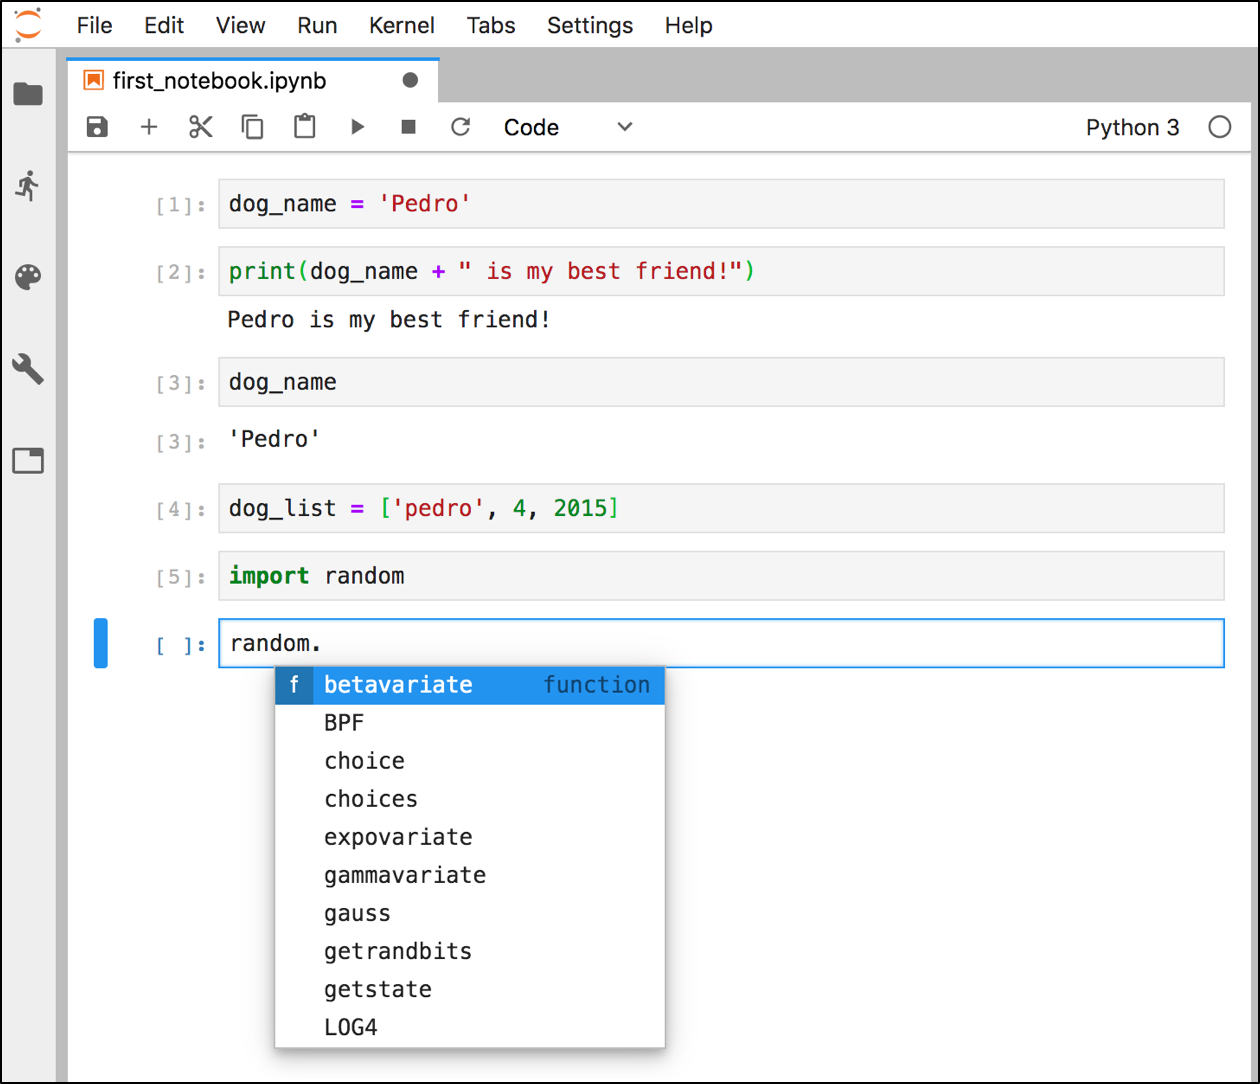 File Edit View Run Kernel Tabs Settings Help
first_notebook.ipynb
Code Python 3
[1]: dog_name = 'Pedro'
[2]: print(dog_name + " is my best friend!")
Pedro is my best friend!
[3]: dog_name
[3]: 'Pedro'
[4]: dog_list = ['pedro', 4, 2015]
[5]: import random
[ ]: random.
f betavariate function
BPF
choice
choices
expovariate
gammavariate
gauss
getrandbits
getstate
LOG4